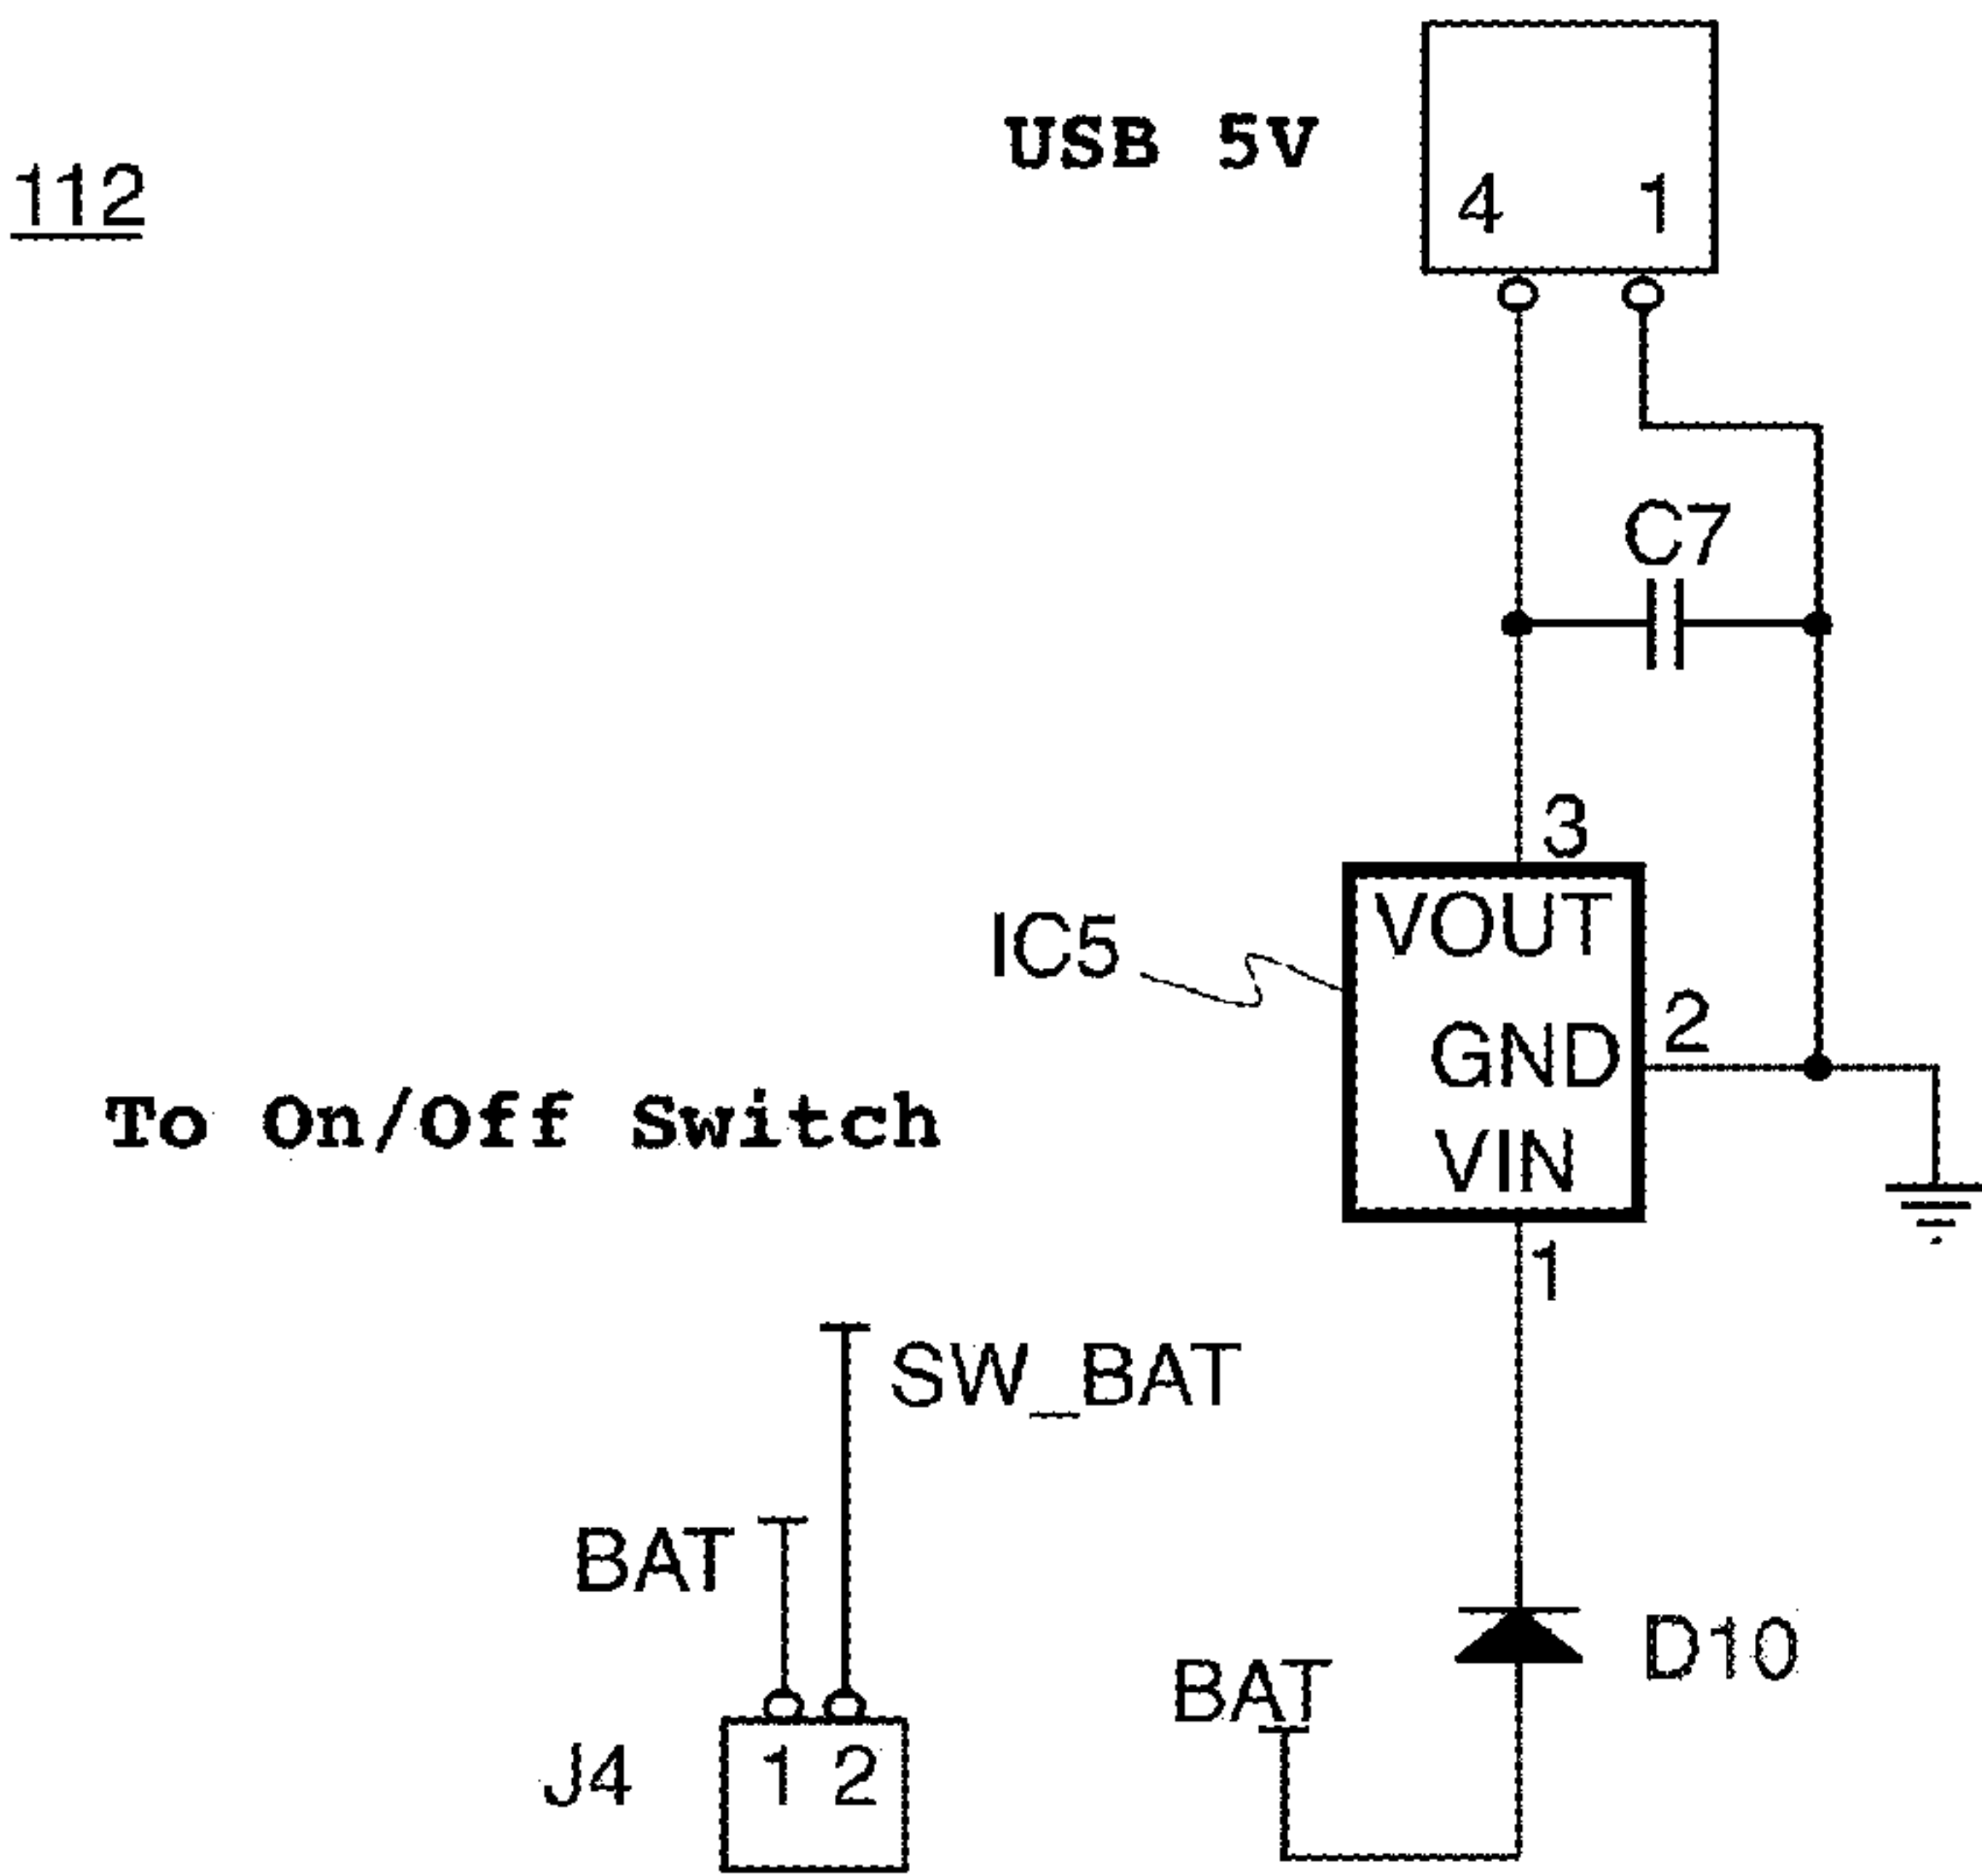 112
USB 5V
4 1
C7
3
VOUT
IC5
GND
2
VIN
To On/Off Switch
1
SW_BAT
BAT
D10
BAT
J4
1 2